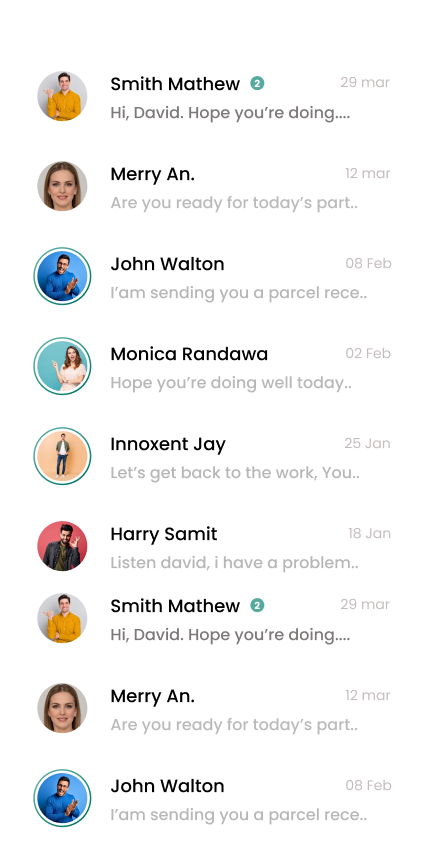 Smith Mathew 2 29 mar
Hi, David. Hope you’re doing....
Merry An. 12 mar
Are you ready for today’s part..
John Walton 08 Feb
I’am sending you a parcel rece..
Monica Randawa 02 Feb
Hope you’re doing well today..
Innoxent Jay 25 Jan
Let’s get back to the work, You..
Harry Samit 18 Jan
Listen david, i have a problem..
Smith Mathew 2 29 mar
Hi, David. Hope you’re doing....
Merry An. 12 mar
Are you ready for today’s part..
John Walton 08 Feb
I’am sending you a parcel rece..